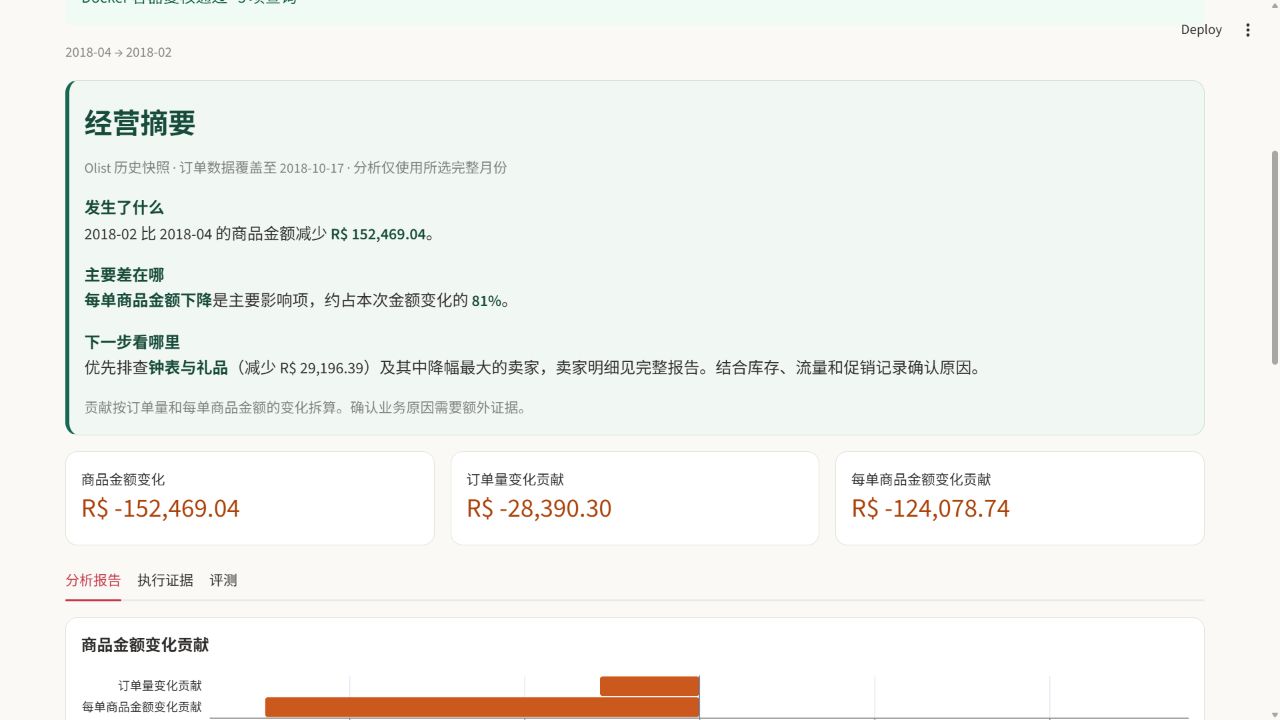 Docker 容器复核通过 · 3 项查询
Deploy
2018-04 → 2018-02
经营摘要
Olist 历史快照 · 订单数据覆盖至 2018-10-17 · 分析仅使用所选完整月份
发生了什么
2018-02 比 2018-04 的商品金额减少 R$ 152,469.04。
主要差在哪
每单商品金额下降是主要影响项，约占本次金额变化的 81%。
下一步看哪里
优先排查钟表与礼品（减少 R$ 29,196.39）及其中降幅最大的卖家，卖家明细见完整报告。结合库存、流量和促销记录确认原因。
贡献按订单量和每单商品金额的变化拆算。确认业务原因需要额外证据。
商品金额变化
R$ -152,469.04
订单量变化贡献
R$ -28,390.30
每单商品金额变化贡献
R$ -124,078.74
分析报告 执行证据 评测
商品金额变化贡献
订单量变化贡献
每单商品金额变化贡献